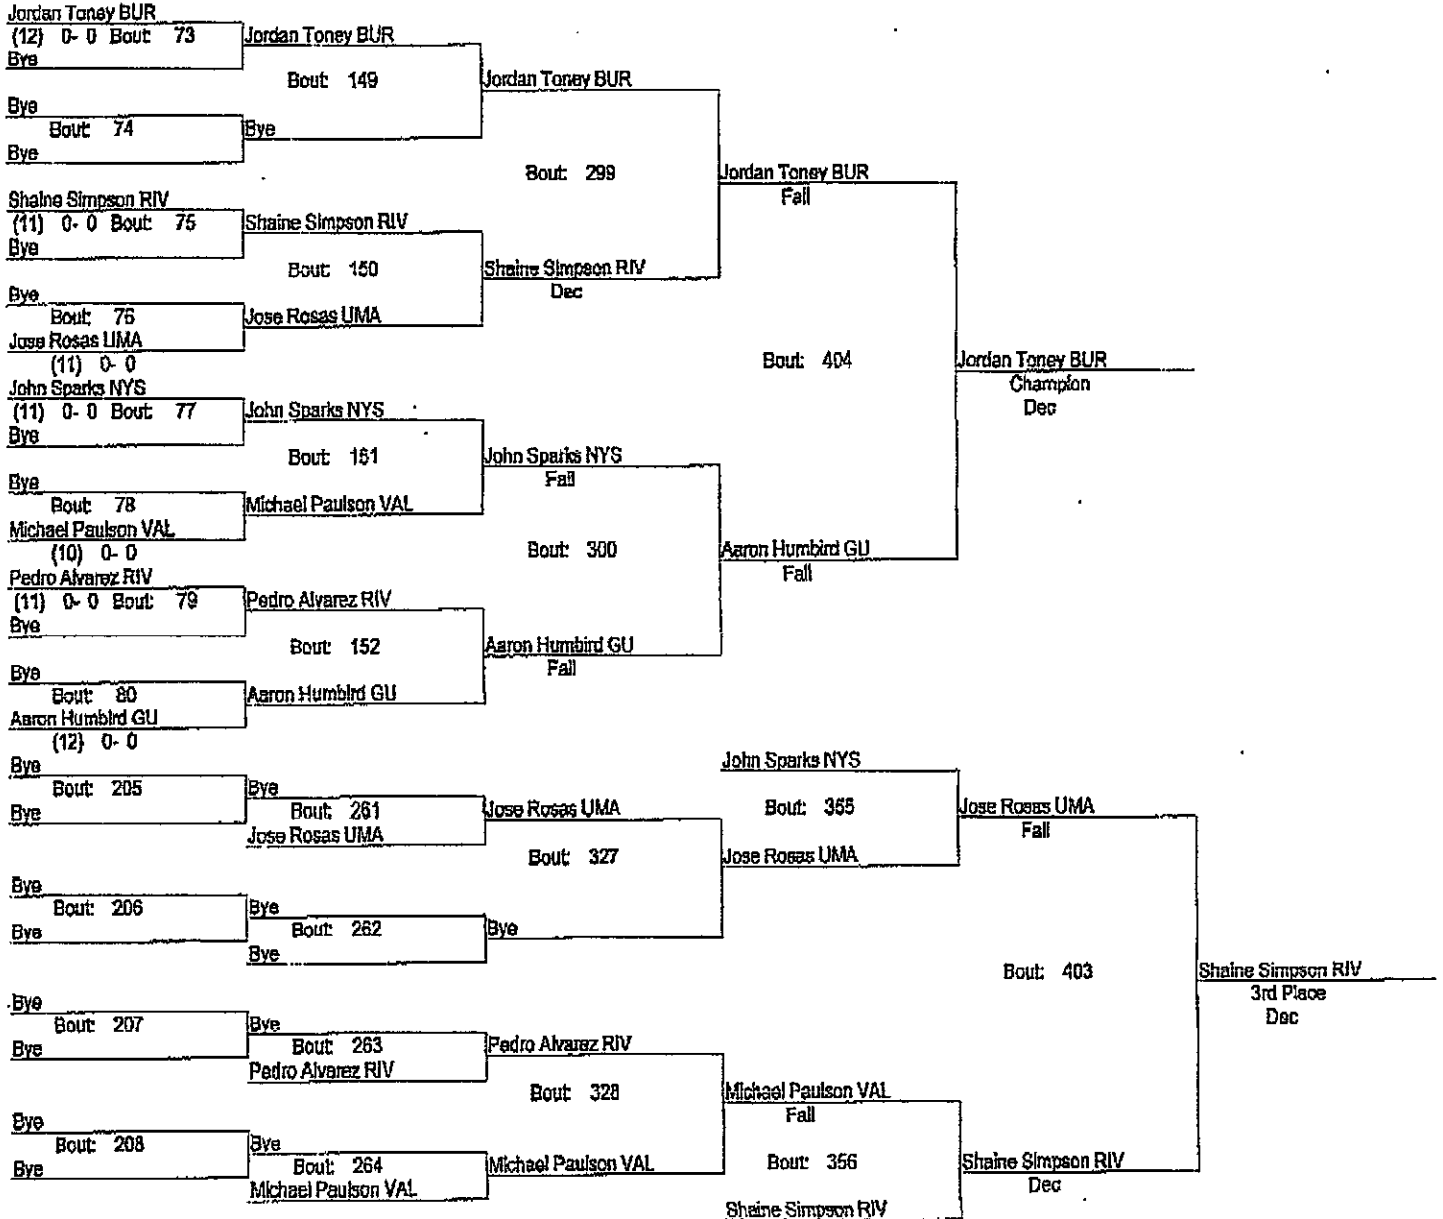 Jordan Toney BUR
(12) 0- 0 Bout: 73
Bye
Jordan Toney BUR
Bout: 149
Jordan Toney BUR
Bye
Bout: 74
Bye
Bye
Bout: 299
Jordan Toney BUR
Fall
Shaine Simpson RIV
(11) 0- 0 Bout: 75
Bye
Shaine Simpson RIV
Bout: 150
Shaine Simpson RIV
Dec
Bye
Bout: 76
Jose Rosas UMA
(11) 0- 0
Jose Rosas UMA
Bout: 404
Jordan Toney BUR
Champion
Dec
John Sparks NYS
(11) 0- 0 Bout: 77
Bye
John Sparks NYS
Bout: 151
John Sparks NYS
Fall
Bye
Bout: 78
Michael Paulson VAL
(10) 0- 0
Michael Paulson VAL
Bout: 300
Aaron Humbird GU
Fall
Pedro Alvarez RIV
(11) 0- 0 Bout: 79
Bye
Pedro Alvarez RIV
Bout: 152
Aaron Humbird GU
Fall
Bye
Bout: 80
Aaron Humbird GU
(12) 0- 0
Aaron Humbird GU
Bye
Bout: 205
Bye
Bye
Bout: 261
Jose Rosas UMA
Jose Rosas UMA
Bout: 327
John Sparks NYS
Bout: 355
Jose Rosas UMA
Jose Rosas UMA
Fall
Bye
Bout: 206
Bye
Bye
Bout: 262
Bye
Bye
Bout: 403
Shaine Simpson RIV
3rd Place
Dec
Bye
Bout: 207
Bye
Bye
Bout: 263
Pedro Alvarez RIV
Pedro Alvarez RIV
Bout: 328
Michael Paulson VAL
Fall
Bye
Bout: 208
Bye
Bye
Bout: 264
Michael Paulson VAL
Michael Paulson VAL
Bout: 356
Shaine Simpson RIV
Shaine Simpson RIV
Dec